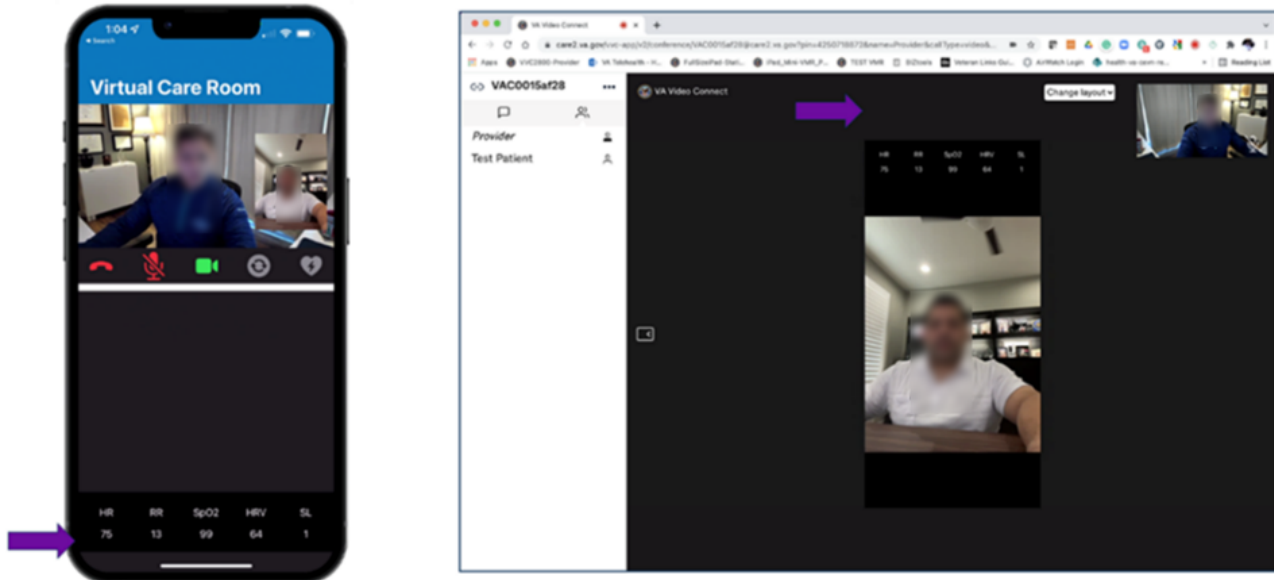 1:04
Search
Virtual Care Room
HR RR SpO2 HRV SL
75 13 99 64 1
VA Video Connect
Apps
Reading List
VAC0015af28
Provider
Test Patient
VA Video Connect
Change layout
HR RR SpO2 HRV SL
75 13 99 64 1